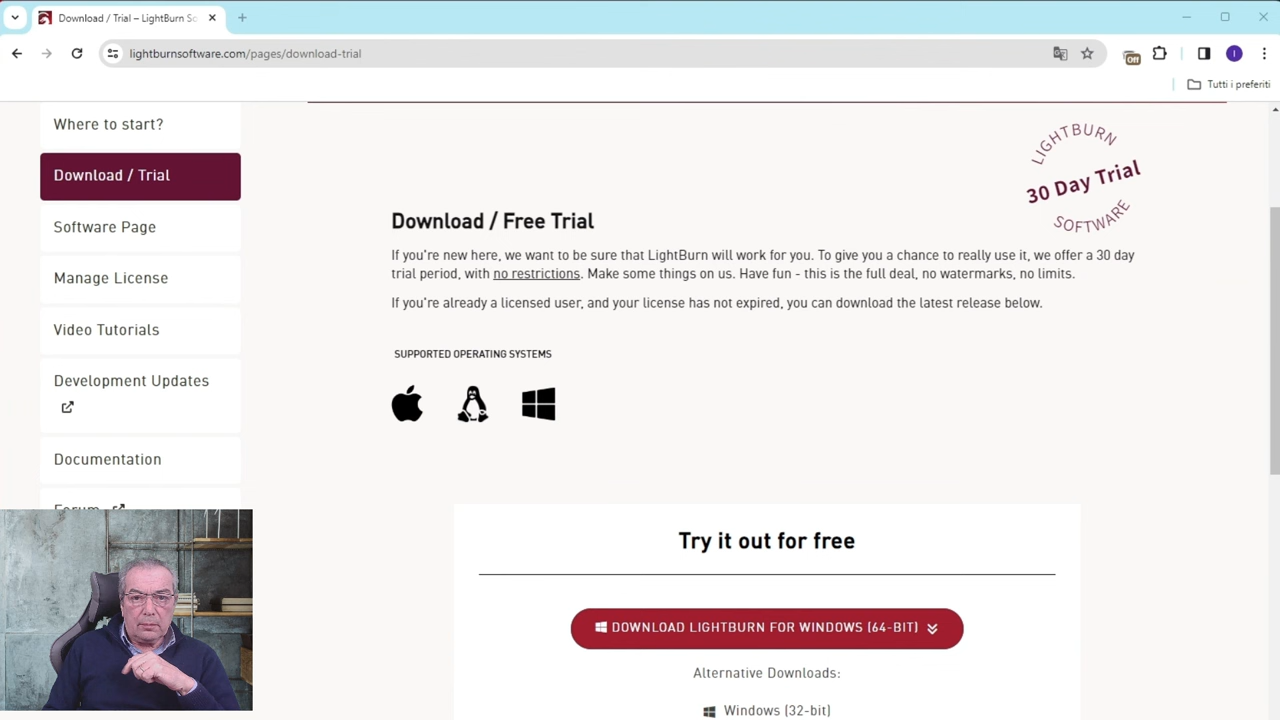 Download / Trial – LightBurn So
lightburnsoftware.com/pages/download-trial
Off
I
Tutti i preferiti
Where to start?
Download / Trial
Software Page
Manage License
Video Tutorials
Development Updates
Documentation
Forum
LIGHTBURN
30 Day Trial
SOFTWARE
Download / Free Trial
If you're new here, we want to be sure that LightBurn will work for you. To give you a chance to really use it, we offer a 30 day
trial period, with no restrictions. Make some things on us. Have fun - this is the full deal, no watermarks, no limits.
If you're already a licensed user, and your license has not expired, you can download the latest release below.
SUPPORTED OPERATING SYSTEMS
Try it out for free
DOWNLOAD LIGHTBURN FOR WINDOWS (64-BIT)
Alternative Downloads:
Windows (32-bit)